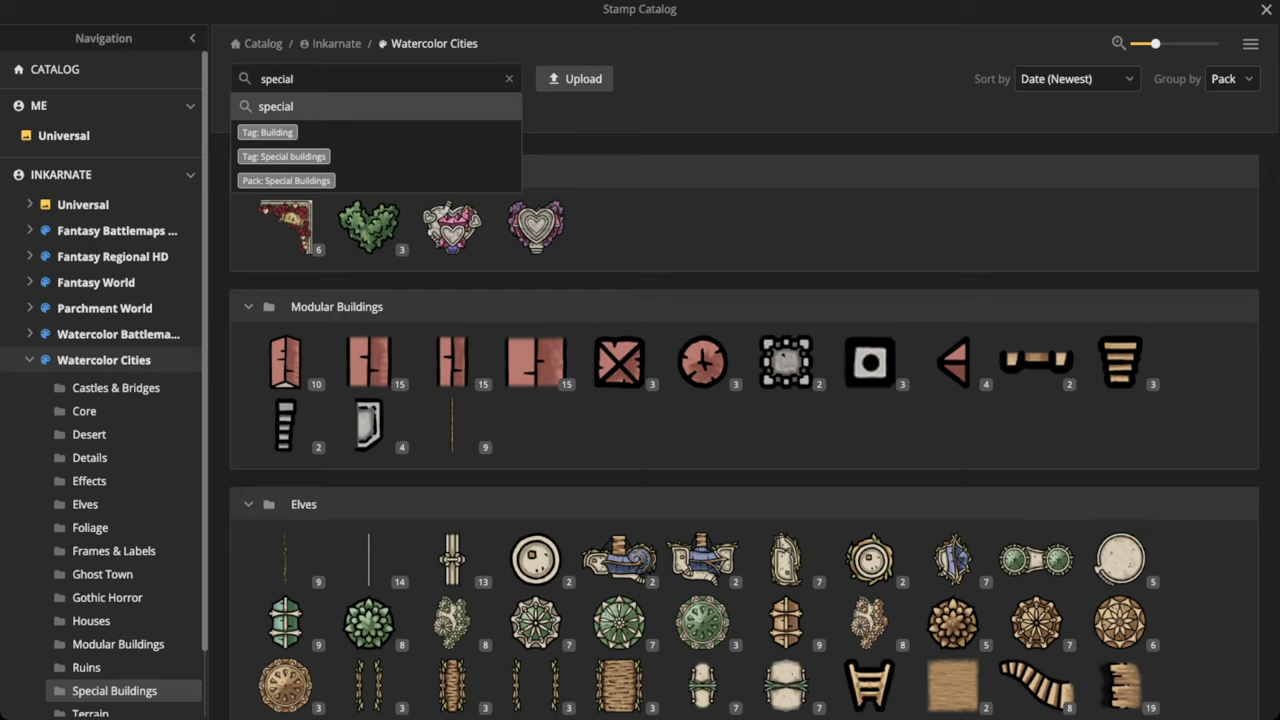 Stamp Catalog
Navigation
CATALOG
ME
Universal
INKARNATE
Universal
Fantasy Battlemaps ...
Fantasy Regional HD
Fantasy World
Parchment World
Watercolor Battlema...
Watercolor Cities
Castles & Bridges
Core
Desert
Details
Effects
Elves
Foliage
Frames & Labels
Ghost Town
Gothic Horror
Houses
Modular Buildings
Ruins
Special Buildings
Terrain
Catalog / Inkarnate / Watercolor Cities
special
Upload
Sort by Date (Newest) Group by Pack
special
Tag: Building
Tag: Special buildings
Pack: Special Buildings
6 3
Modular Buildings
10 15 15 15 3 3 2 3 4 2 3
2 4 9
Elves
9 14 13 2 2 2 7 2 7 2 5
9 8 8 7 7 3 9 8 5 7 6
3 3 3 3 3 7 7 2 8 19